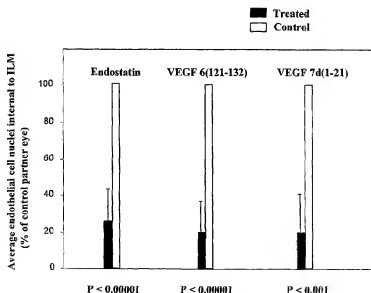 Treated
Control
Endostatin VEGF 6(121-132) VEGF 7d(1-21)
Average endothelial cell nuclei internal to ILM
(% of control partner eye)
100
80
60
40
20
0
P < 0.00001 P < 0.00001 P < 0.001